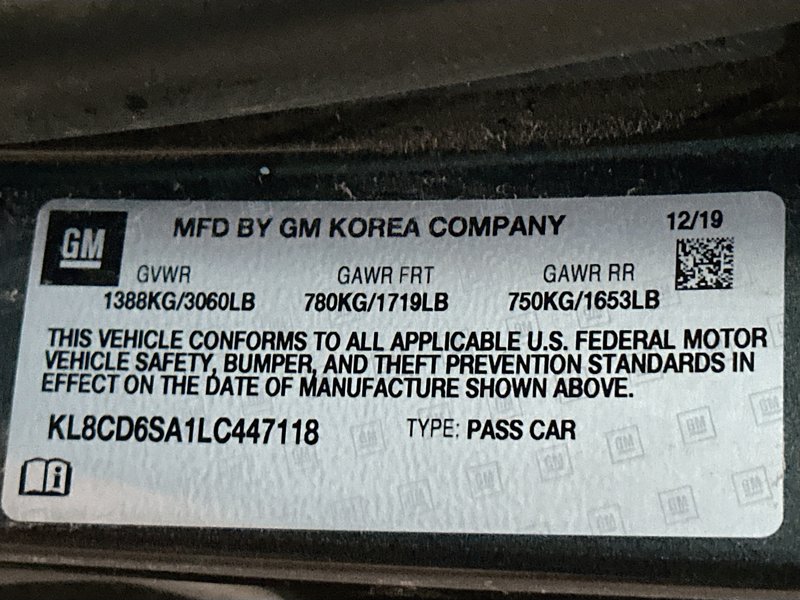 GM
MFD BY GM KOREA COMPANY
12/19
GVWR GAWR FRT GAWR RR
1388KG/3060LB 780KG/1719LB 750KG/1653LB
THIS VEHICLE CONFORMS TO ALL APPLICABLE U.S. FEDERAL MOTOR
VEHICLE SAFETY, BUMPER, AND THEFT PREVENTION STANDARDS IN
EFFECT ON THE DATE OF MANUFACTURE SHOWN ABOVE.
KL8CD6SA1LC447118 TYPE: PASS CAR